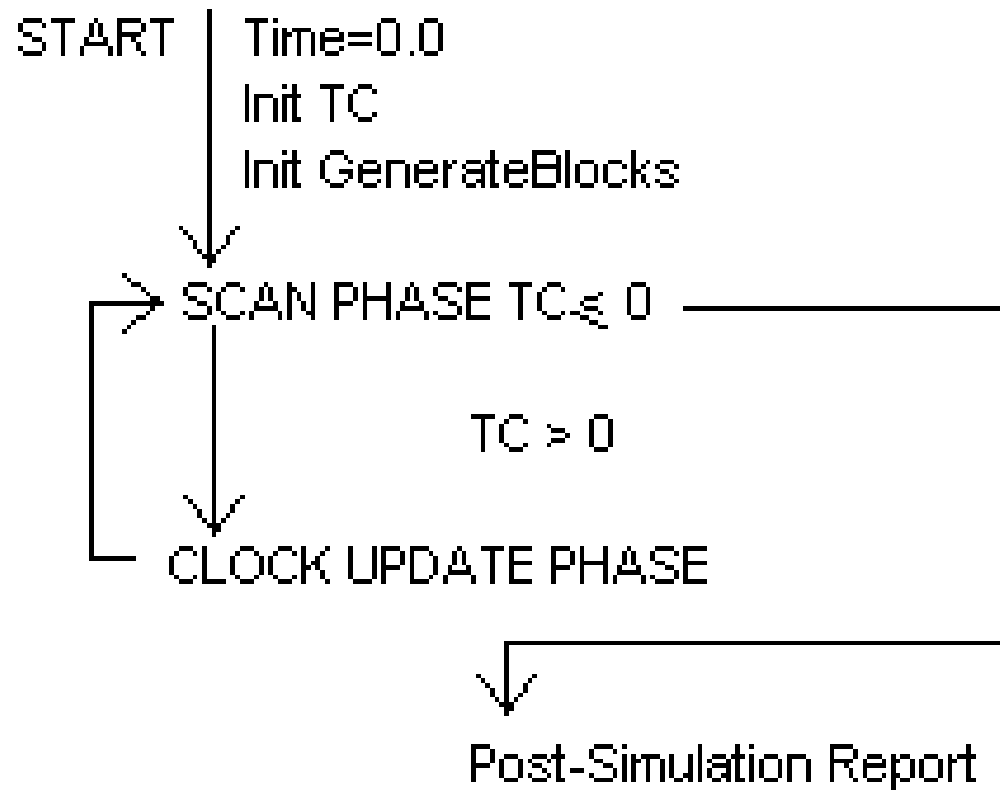 START Time=0.0
Init TC
Init GenerateBlocks
SCAN PHASE TC ≤ 0
TC > 0
CLOCK UPDATE PHASE
Post-Simulation Report